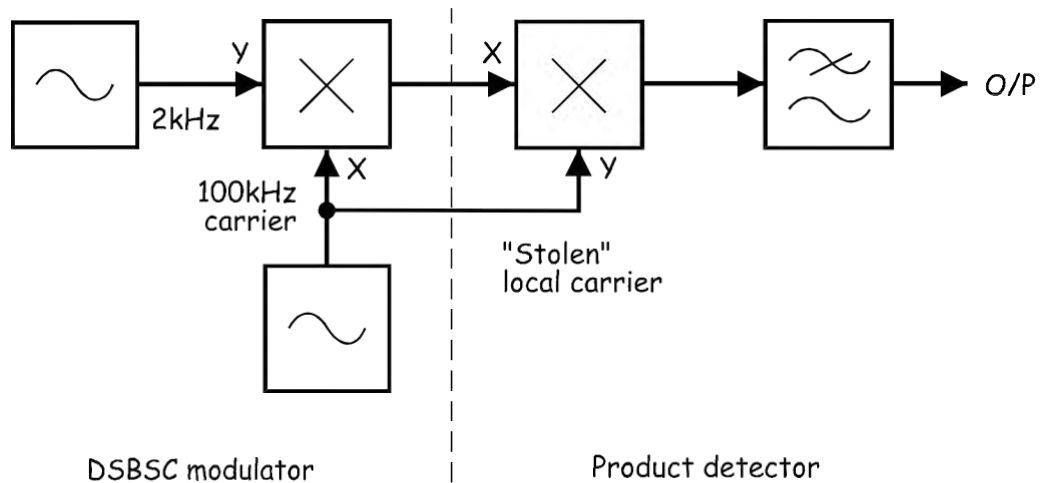 Y
X
O/P
2kHz
X
Y
100kHz
carrier
"Stolen"
local carrier
DSBSC modulator
Product detector